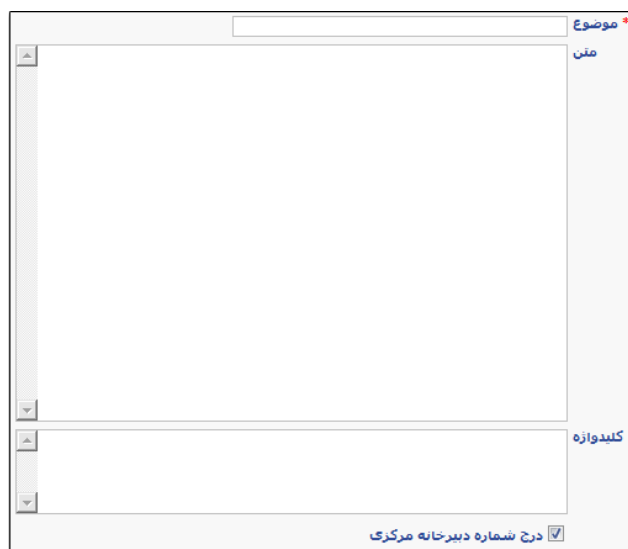 * موضوع
متن
کلیدواژه
درج شماره دبیرخانه مرکزی